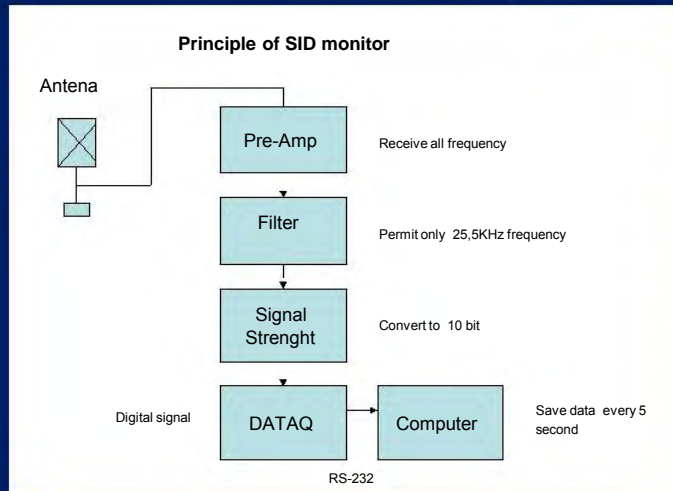 Principle of SID monitor
Antena
Pre-Amp
Receive all frequency
Filter
Permit only 25,5KHz frequency
Signal
Strenght
Convert to 10 bit
Digital signal
DATAQ
Computer
Save data every 5
second
RS-232